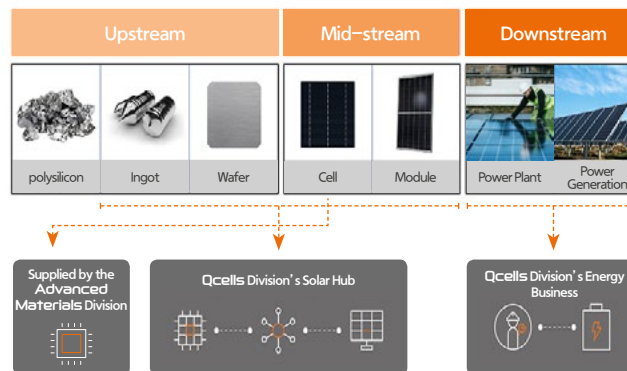 Upstream
Mid-stream
Downstream
polysilicon
Ingot
Wafer
Cell
Module
Power Plant
Power
Generation
Supplied by the
Advanced
Materials Division
Qcells Division's Solar Hub
Qcells Division's Energy
Business